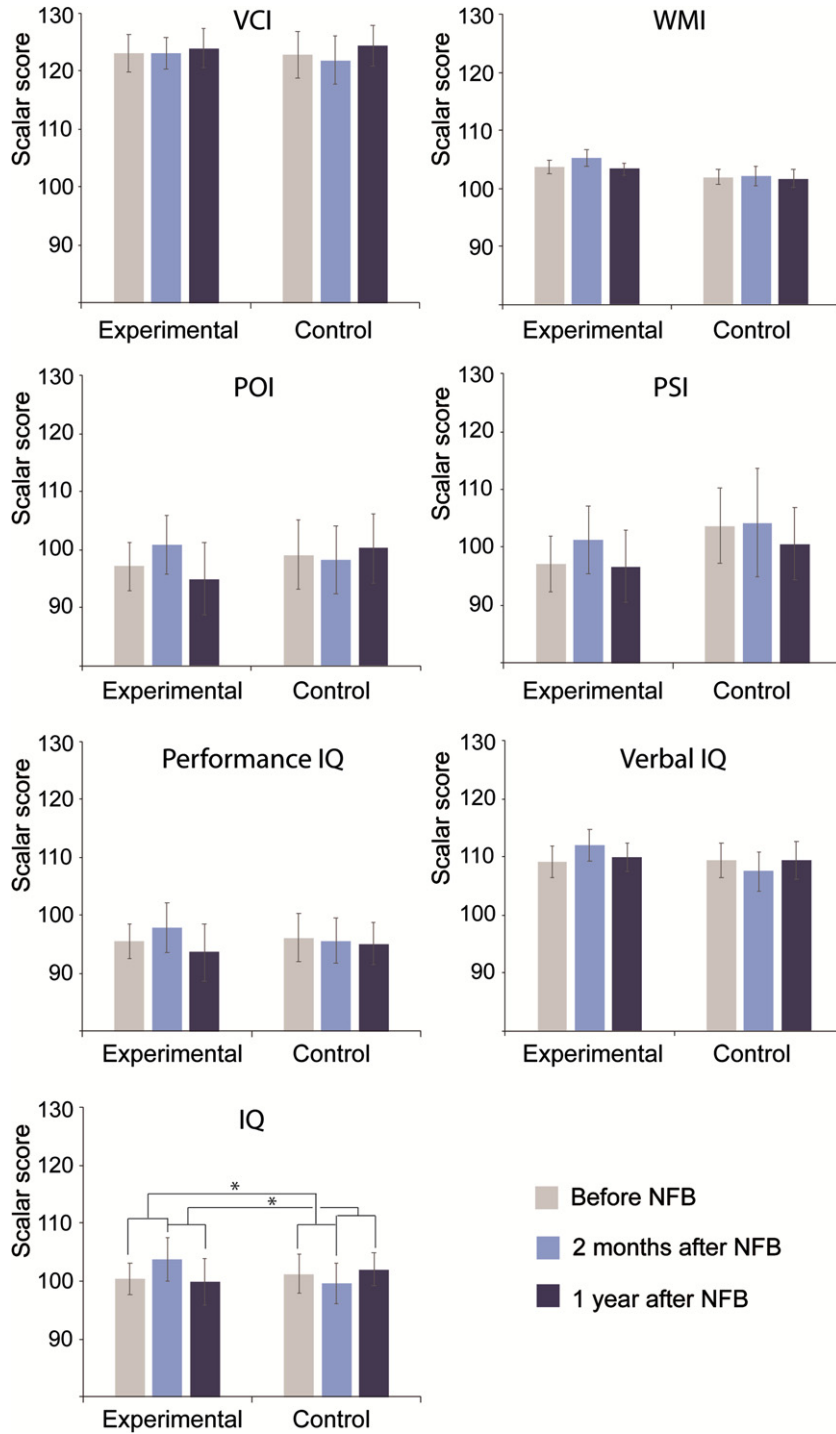 VCI
Scalar score
130
120
110
100
90
Experimental Control
WMI
Scalar score
130
120
110
100
90
Experimental Control
POI
Scalar score
130
120
110
100
90
Experimental Control
PSI
Scalar score
130
120
110
100
90
Experimental Control
Performance IQ
Scalar score
130
120
110
100
90
Experimental Control
Verbal IQ
Scalar score
130
120
110
100
90
Experimental Control
IQ
Scalar score
130
120
110
100
90
*
*
Experimental Control
Before NFB
2 months after NFB
1 year after NFB